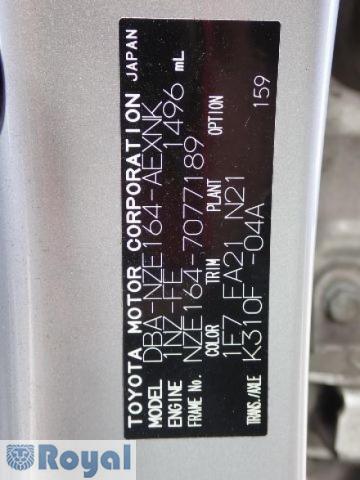 TOYOTA MOTOR CORPORATION JAPAN
MODEL DBA-NZE164-AEXNK
ENGINE 1NZ-FE 1496 mL
FRAME No. NZE164-7077189
COLOR TRIM PLANT OPTION
1E7 FA21 N21 159
TRANS./AXLE K310F -04A
Royal